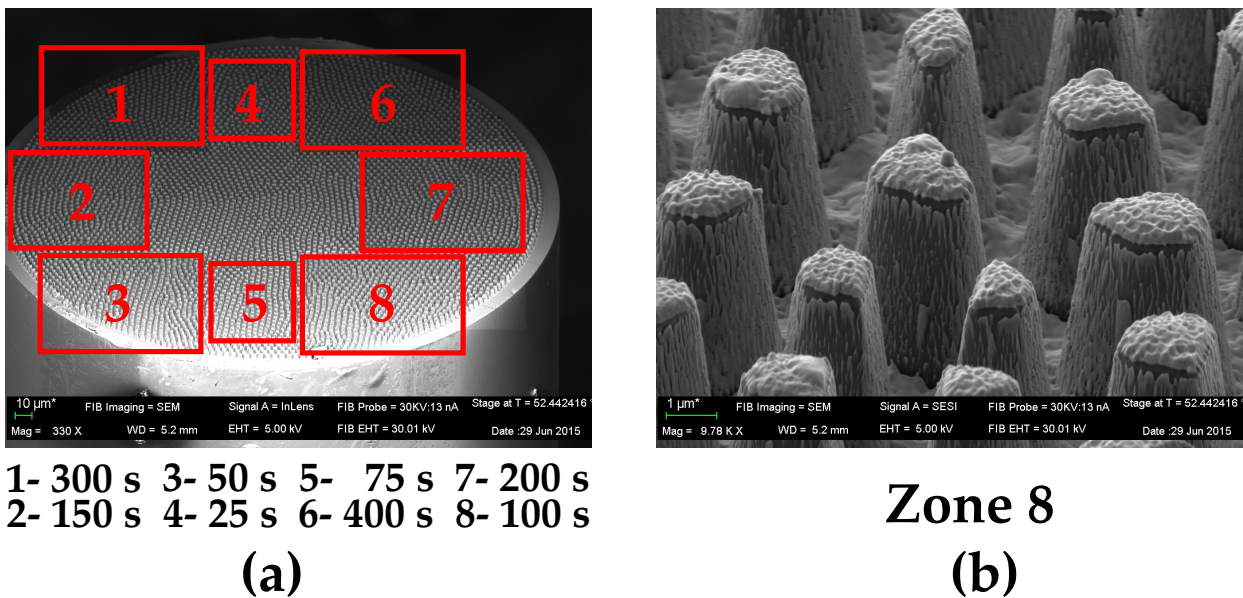 1 4 6
2 7
3 5 8
10 µm*
FIB Imaging = SEM Signal A = InLens FIB Probe = 30KV:13 nA Stage at T = 52.442416 °
Mag = 330 X WD = 5.2 mm EHT = 5.00 kV FIB EHT = 30.01 kV Date :29 Jun 2015
1- 300 s 3- 50 s 5- 75 s 7- 200 s
2- 150 s 4- 25 s 6- 400 s 8- 100 s
(a)
1 µm*
FIB Imaging = SEM Signal A = SESI FIB Probe = 30KV:13 nA Stage at T = 52.442416
Mag = 9.78 K X WD = 5.2 mm EHT = 5.00 kV FIB EHT = 30.01 kV Date :29 Jun 2015
Zone 8
(b)